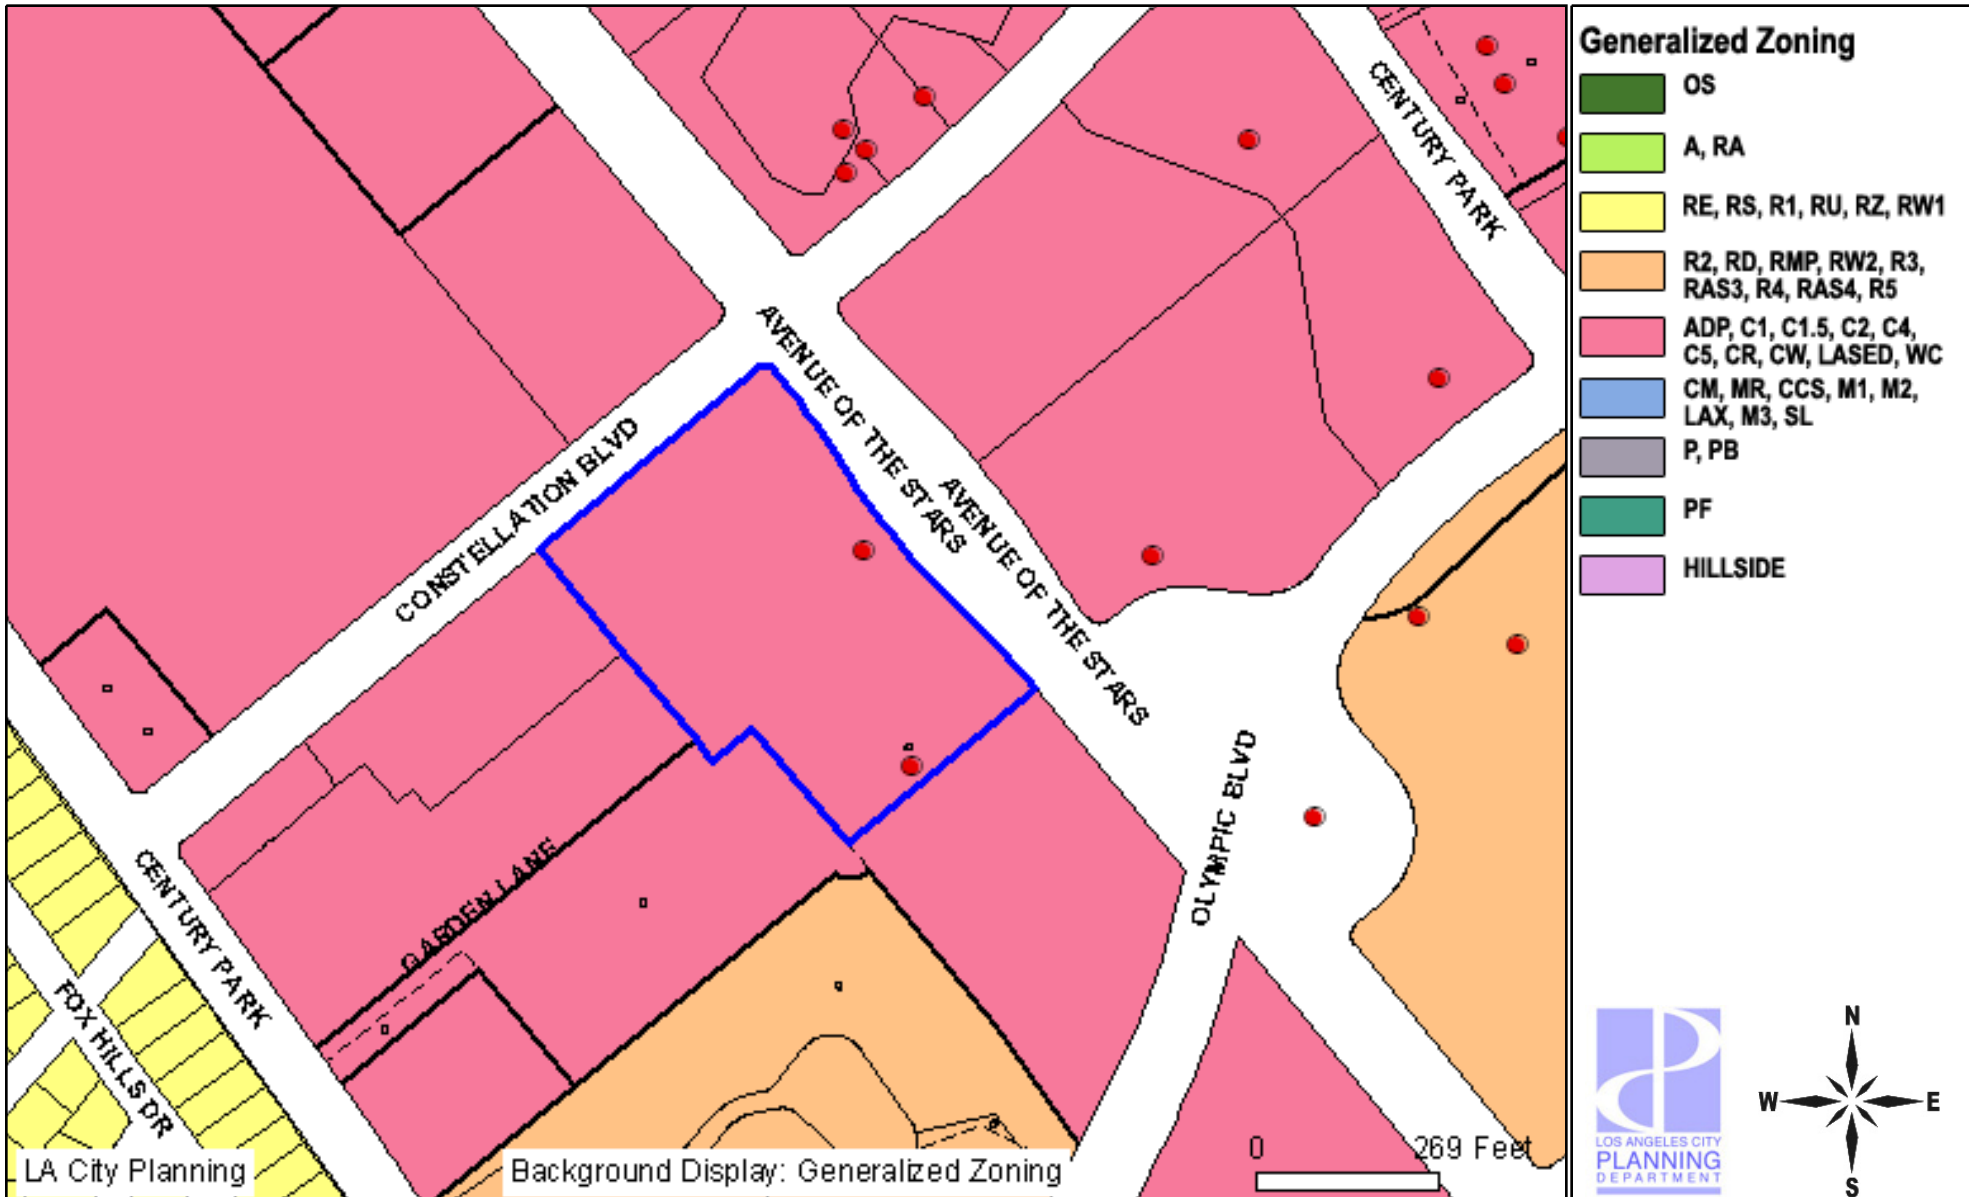 CENTURY PARK
AVENUE OF THE STARS
AVENUE OF THE STARS
CONSTELLATION BLVD
OLYMPIC BLVD
GARDEN LANE
CENTURY PARK
FOX HILLS DR
LA City Planning
Background Display: Generalized Zoning
0 269 Feet
Generalized Zoning
OS
A, RA
RE, RS, R1, RU, RZ, RW1
R2, RD, RMP, RW2, R3,
RAS3, R4, RAS4, R5
ADP, C1, C1.5, C2, C4,
C5, CR, CW, LASED, WC
CM, MR, CCS, M1, M2,
LAX, M3, SL
P, PB
PF
HILLSIDE
LOS ANGELES CITY
PLANNING
DEPARTMENT
N
W E
S